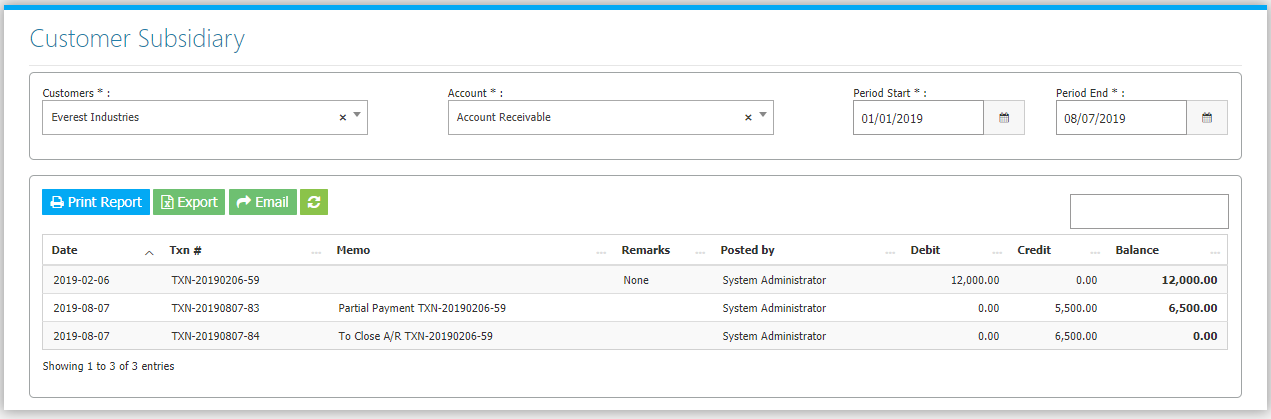 Customer Subsidiary
Customers * : Account * : Period Start * : Period End * :
Everest Industries × Account Receivable × 01/01/2019 08/07/2019
Print Report Export Email
Date Txn # Memo Remarks Posted by Debit Credit Balance
2019-02-06 TXN-20190206-59 None System Administrator 12,000.00 0.00 12,000.00
2019-08-07 TXN-20190807-83 Partial Payment TXN-20190206-59 System Administrator 0.00 5,500.00 6,500.00
2019-08-07 TXN-20190807-84 To Close A/R TXN-20190206-59 System Administrator 0.00 6,500.00 0.00
Showing 1 to 3 of 3 entries